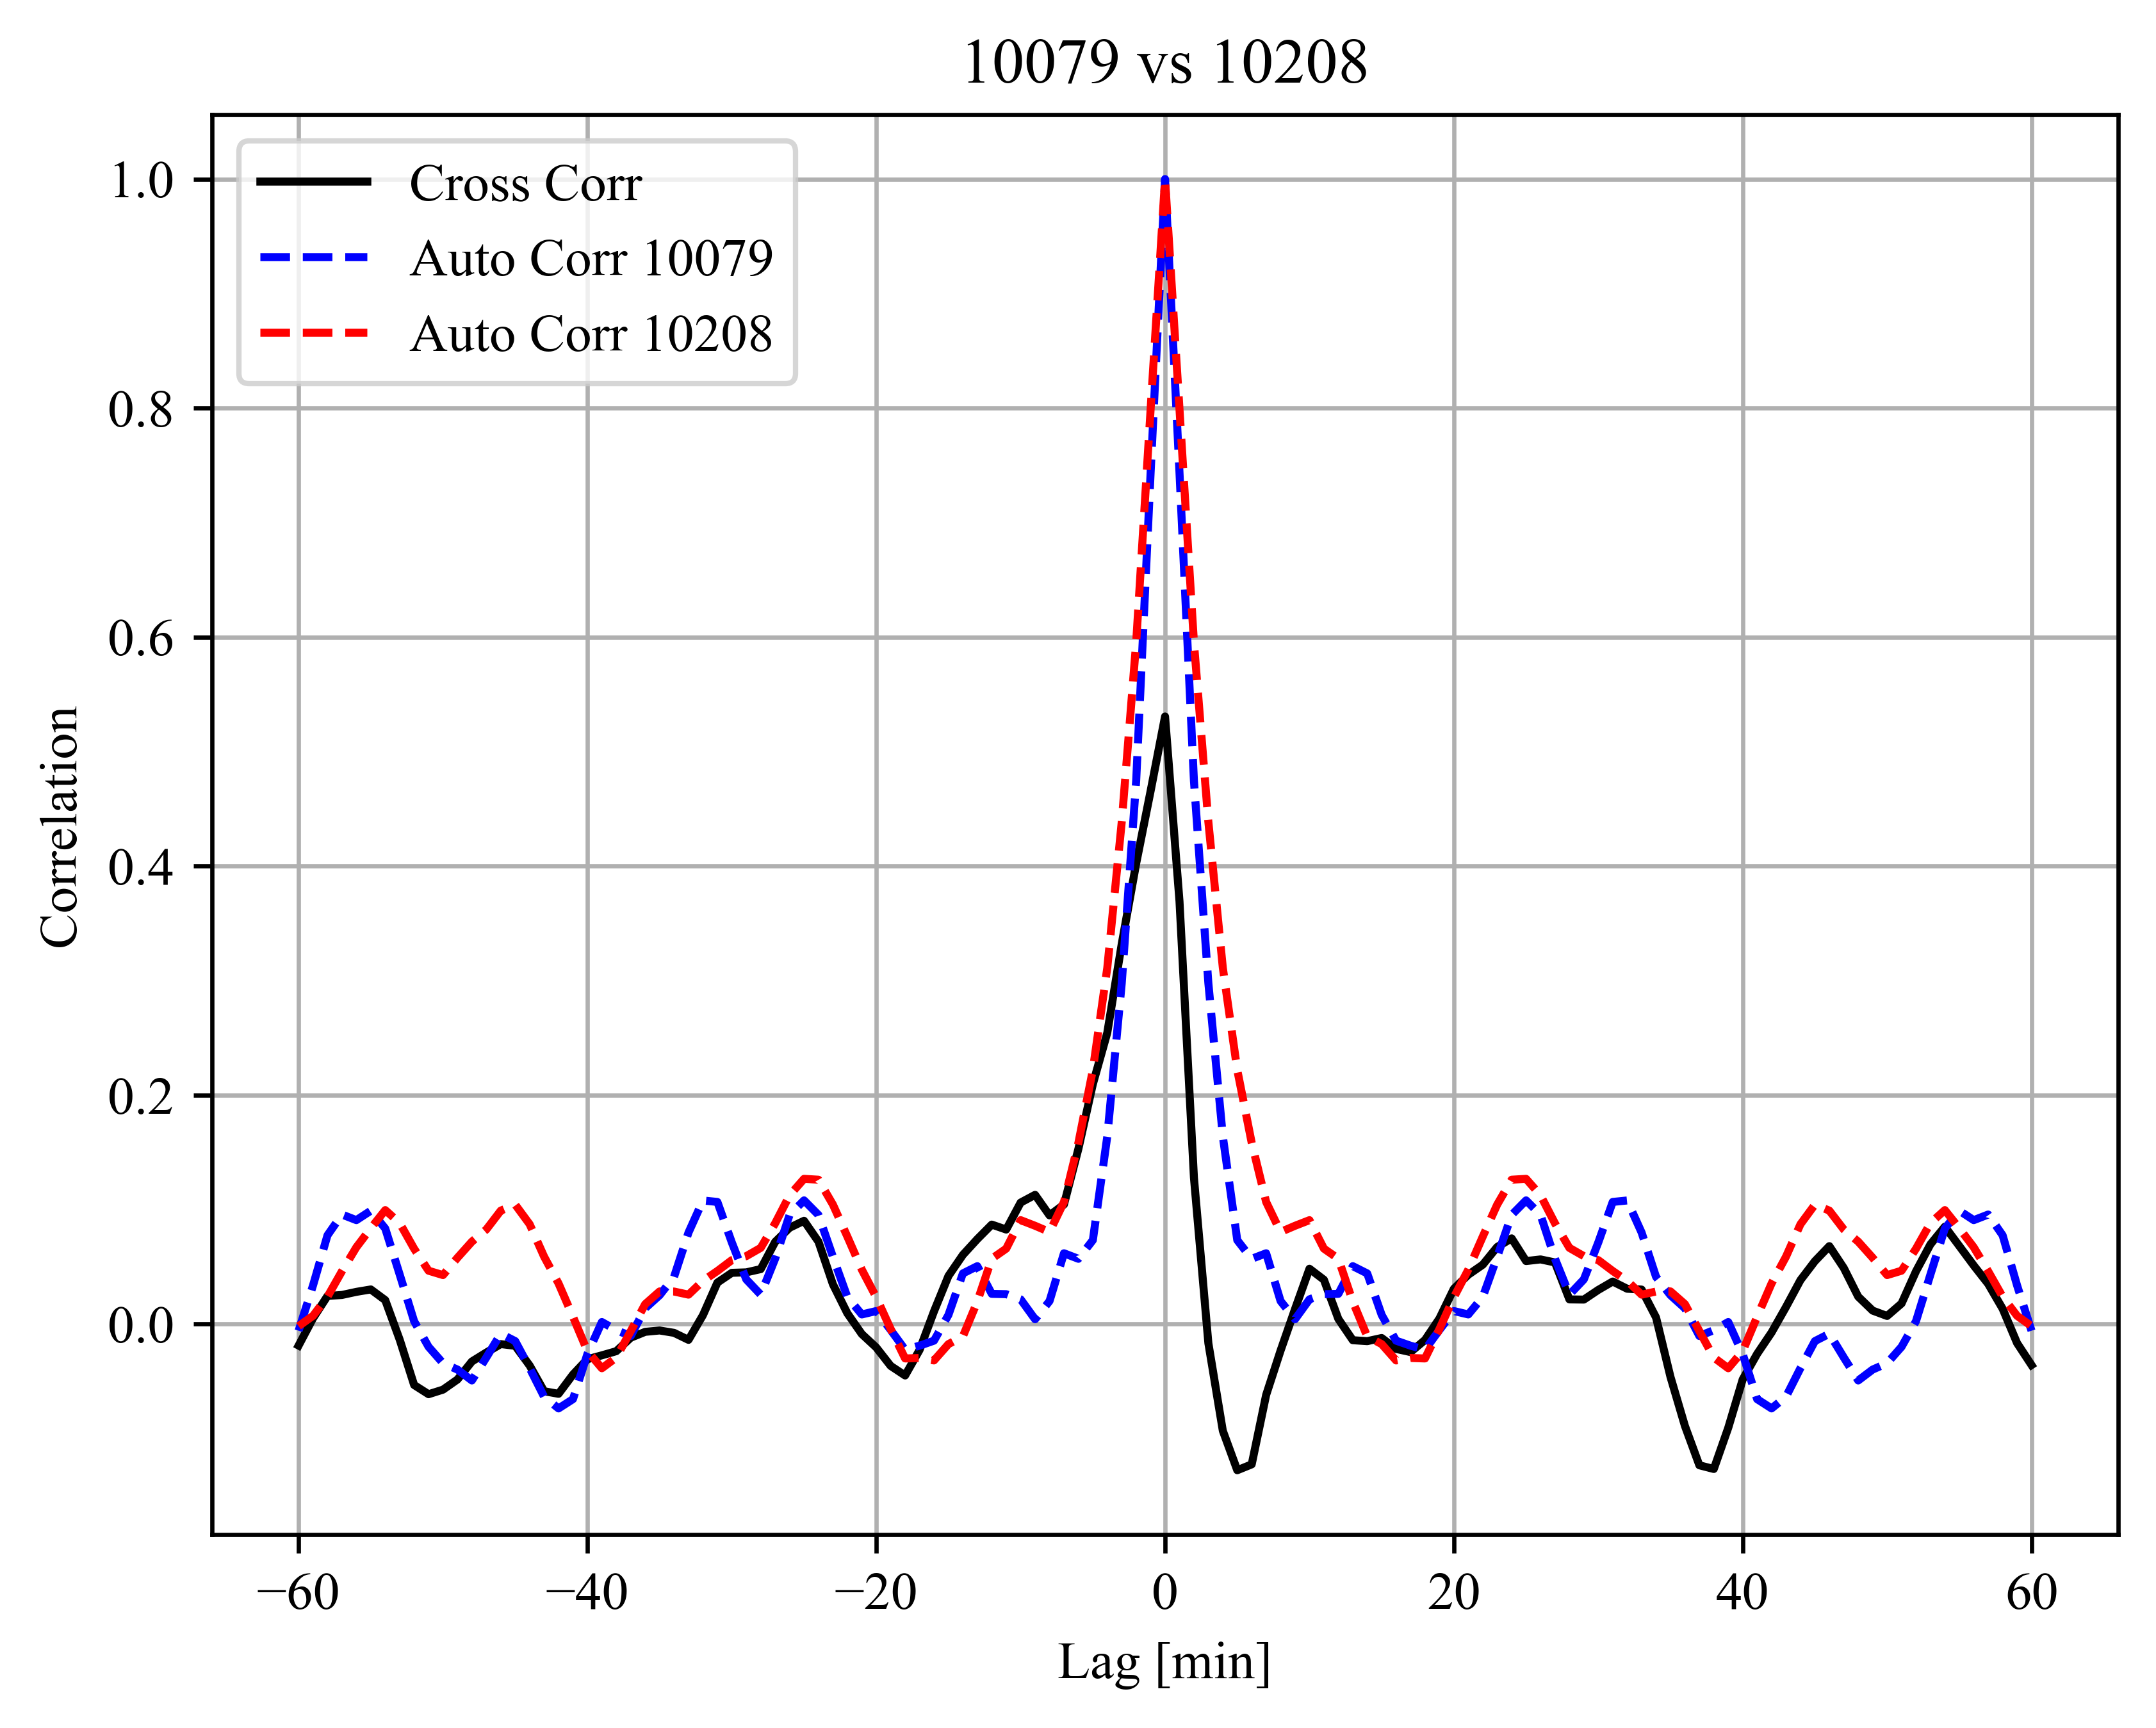 10079 vs 10208
Cross Corr
Auto Corr 10079
Auto Corr 10208
1.0
0.8
0.6
0.4
0.2
0.0
Correlation
−60
−40
−20
0
20
40
60
Lag [min]